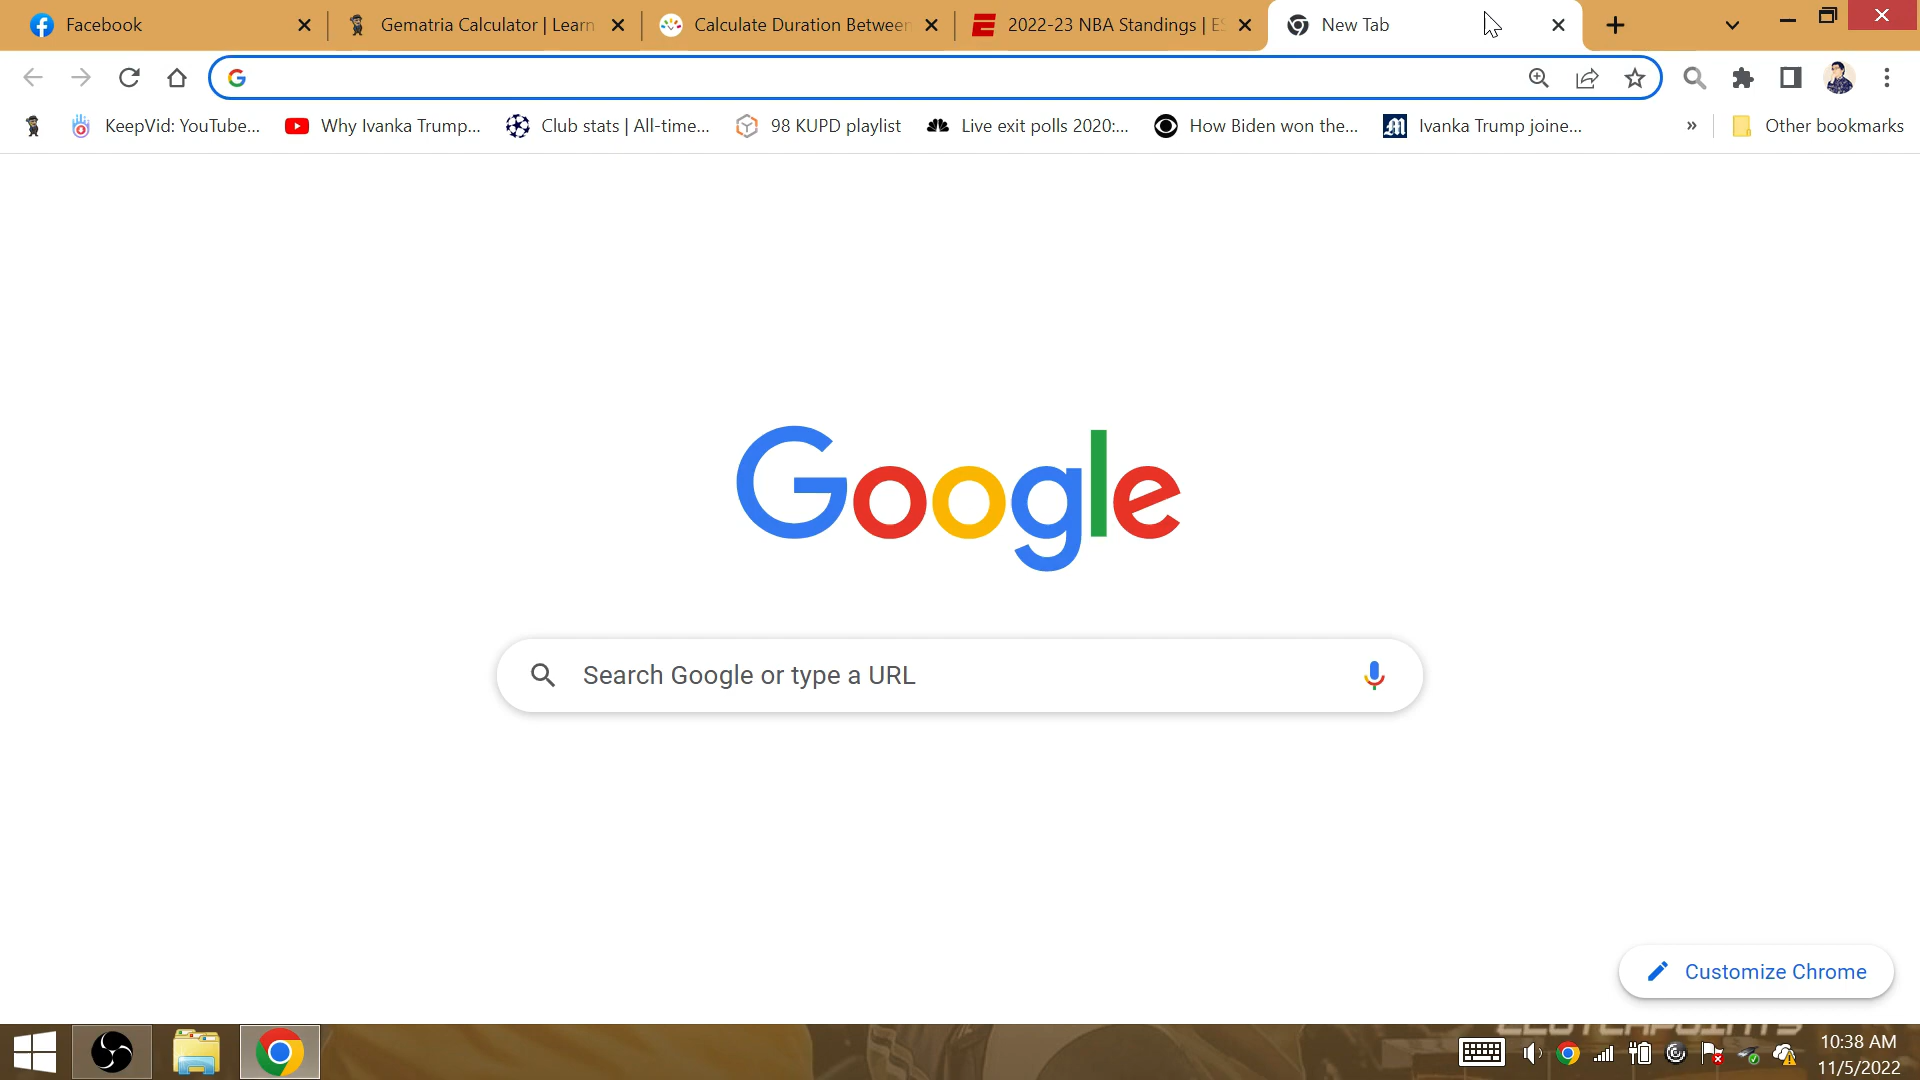 Facebook
Gematria Calculator | Learn
Calculate Duration Between
2022-23 NBA Standings | ES
New Tab
KeepVid: YouTube...
Why Ivanka Trump...
Club stats | All-time...
98 KUPD playlist
Live exit polls 2020:...
How Biden won the...
Ivanka Trump joine...
»
Other bookmarks
Google
Search Google or type a URL
Customize Chrome
CLUTCHPOINTS
10:38 AM
11/5/2022